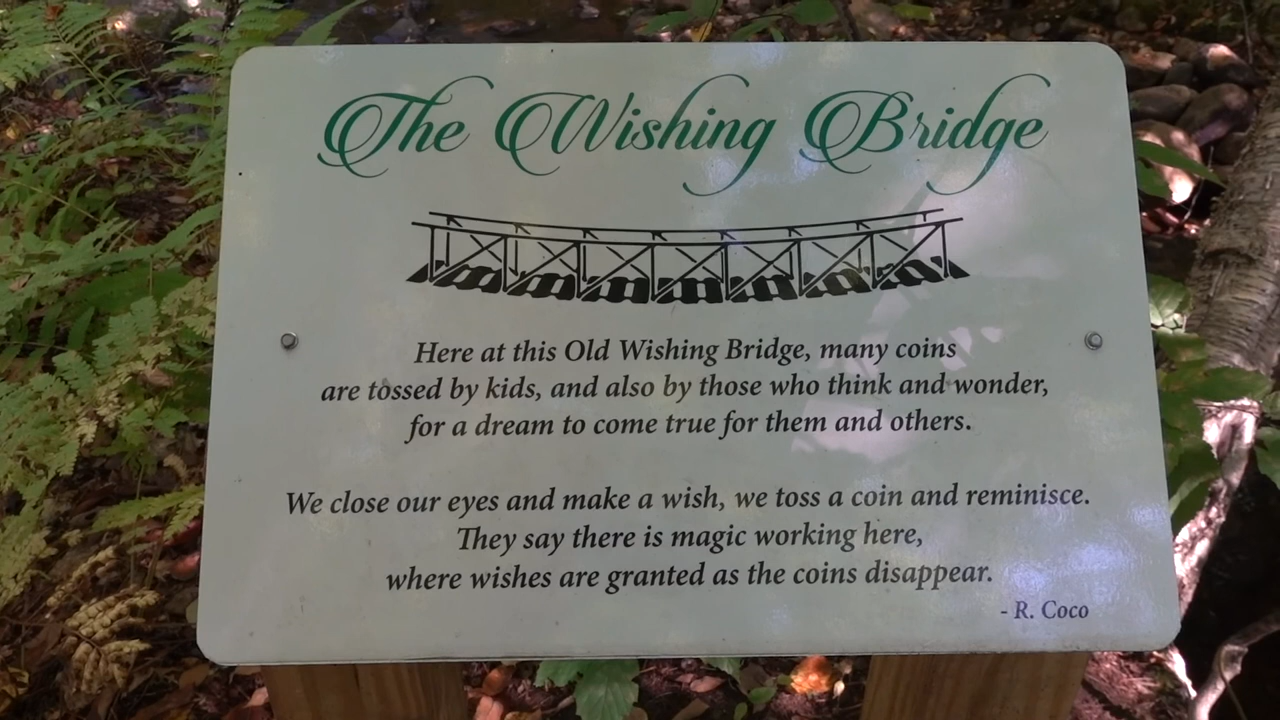 The Wishing Bridge
Here at this Old Wishing Bridge, many coins
are tossed by kids, and also by those who think and wonder,
for a dream to come true for them and others.
We close our eyes and make a wish, we toss a coin and reminisce.
They say there is magic working here,
where wishes are granted as the coins disappear.
- R. Coco